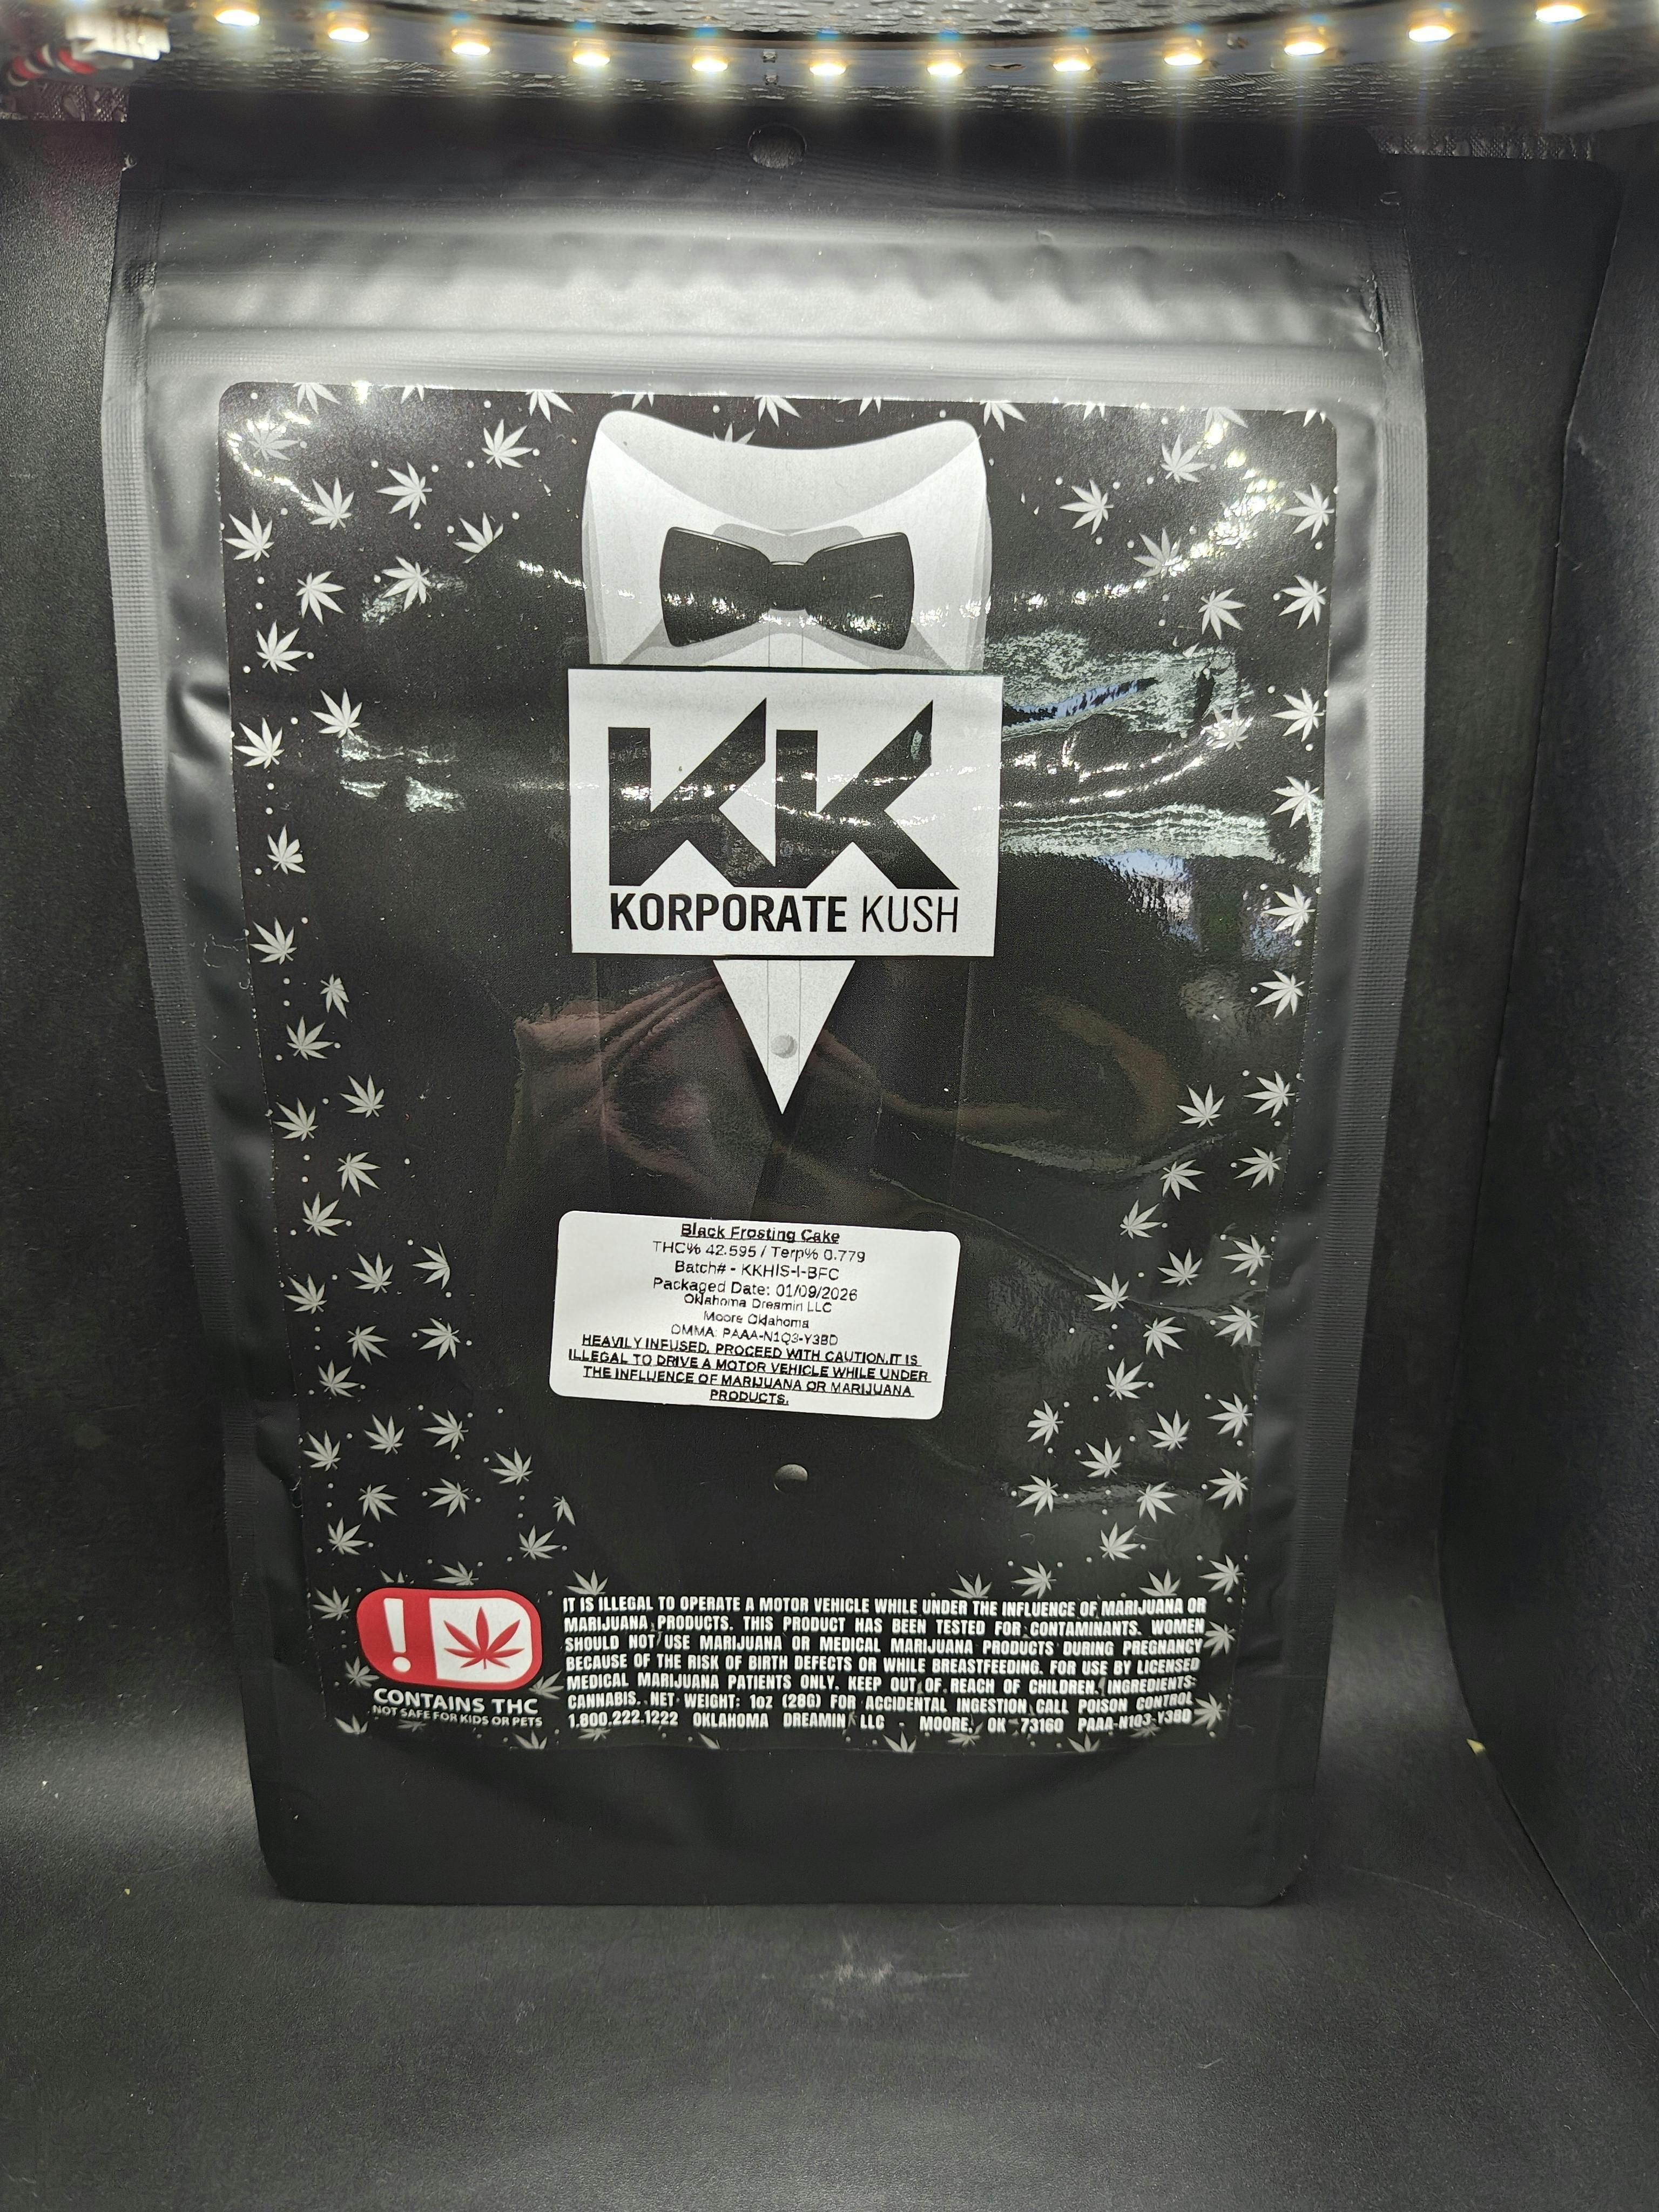 KK
KORPORATE KUSH
Black Frosting Cake
THC% 42.595 / Terp% 0.779
Batch# - KKHIS-I-BFC
Packaged Date: 01/09/2026
Oklahoma Dreamin LLC
Moore Oklahoma
OMMA: PAAA-N1Q3-Y3BD
HEAVILY INFUSED, PROCEED WITH CAUTION.IT IS
ILLEGAL TO DRIVE A MOTOR VEHICLE WHILE UNDER
THE INFLUENCE OF MARIJUANA OR MARIJUANA
PRODUCTS.
!
CONTAINS THC
NOT SAFE FOR KIDS OR PETS
IT IS ILLEGAL TO OPERATE A MOTOR VEHICLE WHILE UNDER THE INFLUENCE OF MARIJUANA OR
MARIJUANA PRODUCTS. THIS PRODUCT HAS BEEN TESTED FOR CONTAMINANTS. WOMEN
SHOULD NOT USE MARIJUANA OR MEDICAL MARIJUANA PRODUCTS DURING PREGNANCY
BECAUSE OF THE RISK OF BIRTH DEFECTS OR WHILE BREASTFEEDING. FOR USE BY LICENSED
MEDICAL MARIJUANA PATIENTS ONLY. KEEP OUT OF REACH OF CHILDREN. INGREDIENTS:
CANNABIS. NET WEIGHT: 1oz (28G) FOR ACCIDENTAL INGESTION CALL POISON CONTROL
1.800.222.1222 OKLAHOMA DREAMIN LLC - MOORE, OK 73160 PAAA-N1Q3-Y3BD